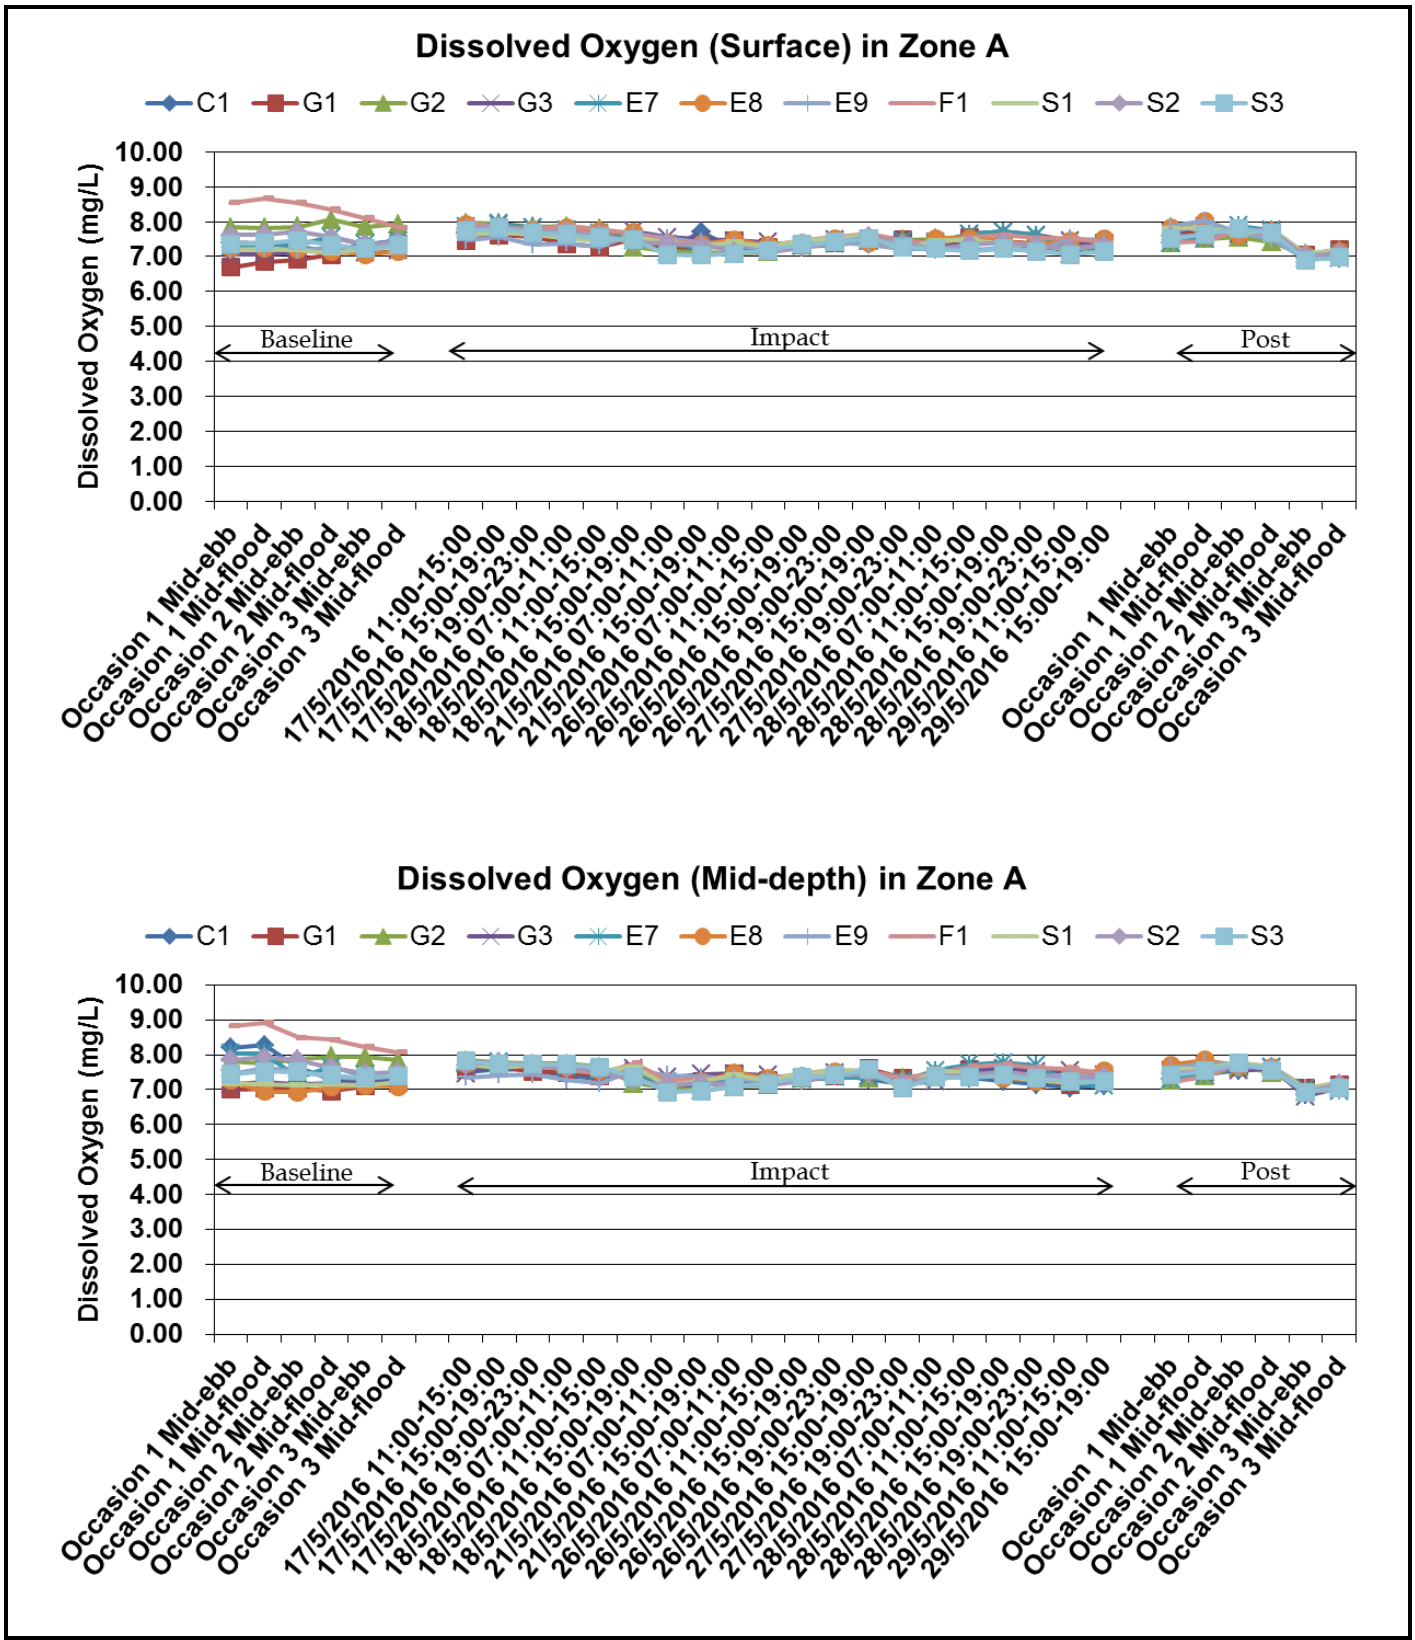 Dissolved Oxygen (Surface) in Zone A
C1 G1 G2 G3 E7 E8 E9 F1 S1 S2 S3
Dissolved Oxygen (mg/L)
10.00
9.00
8.00
7.00
6.00
5.00
4.00
3.00
2.00
1.00
0.00
Baseline
Impact
Post
Occasion 1 Mid-ebb
Occasion 1 Mid-flood
Occasion 2 Mid-ebb
Occasion 2 Mid-flood
Occasion 3 Mid-ebb
Occasion 3 Mid-flood
17/5/2016 11:00-15:00
17/5/2016 15:00-19:00
17/5/2016 19:00-23:00
18/5/2016 07:00-11:00
18/5/2016 11:00-15:00
18/5/2016 15:00-19:00
21/5/2016 07:00-11:00
21/5/2016 15:00-19:00
26/5/2016 07:00-11:00
26/5/2016 11:00-15:00
26/5/2016 15:00-19:00
26/5/2016 19:00-23:00
27/5/2016 15:00-19:00
27/5/2016 19:00-23:00
28/5/2016 07:00-11:00
28/5/2016 11:00-15:00
28/5/2016 15:00-19:00
28/5/2016 19:00-23:00
29/5/2016 11:00-15:00
29/5/2016 15:00-19:00
Occasion 1 Mid-ebb
Occasion 1 Mid-flood
Occasion 2 Mid-ebb
Occasion 2 Mid-flood
Occasion 3 Mid-ebb
Occasion 3 Mid-flood
Dissolved Oxygen (Mid-depth) in Zone A
C1 G1 G2 G3 E7 E8 E9 F1 S1 S2 S3
Dissolved Oxygen (mg/L)
10.00
9.00
8.00
7.00
6.00
5.00
4.00
3.00
2.00
1.00
0.00
Baseline
Impact
Post
Occasion 1 Mid-ebb
Occasion 1 Mid-flood
Occasion 2 Mid-ebb
Occasion 2 Mid-flood
Occasion 3 Mid-ebb
Occasion 3 Mid-flood
17/5/2016 11:00-15:00
17/5/2016 15:00-19:00
17/5/2016 19:00-23:00
18/5/2016 07:00-11:00
18/5/2016 11:00-15:00
18/5/2016 15:00-19:00
21/5/2016 07:00-11:00
21/5/2016 15:00-19:00
26/5/2016 07:00-11:00
26/5/2016 11:00-15:00
26/5/2016 15:00-19:00
26/5/2016 19:00-23:00
27/5/2016 15:00-19:00
27/5/2016 19:00-23:00
28/5/2016 07:00-11:00
28/5/2016 11:00-15:00
28/5/2016 15:00-19:00
28/5/2016 19:00-23:00
29/5/2016 11:00-15:00
29/5/2016 15:00-19:00
Occasion 1 Mid-ebb
Occasion 1 Mid-flood
Occasion 2 Mid-ebb
Occasion 2 Mid-flood
Occasion 3 Mid-ebb
Occasion 3 Mid-flood